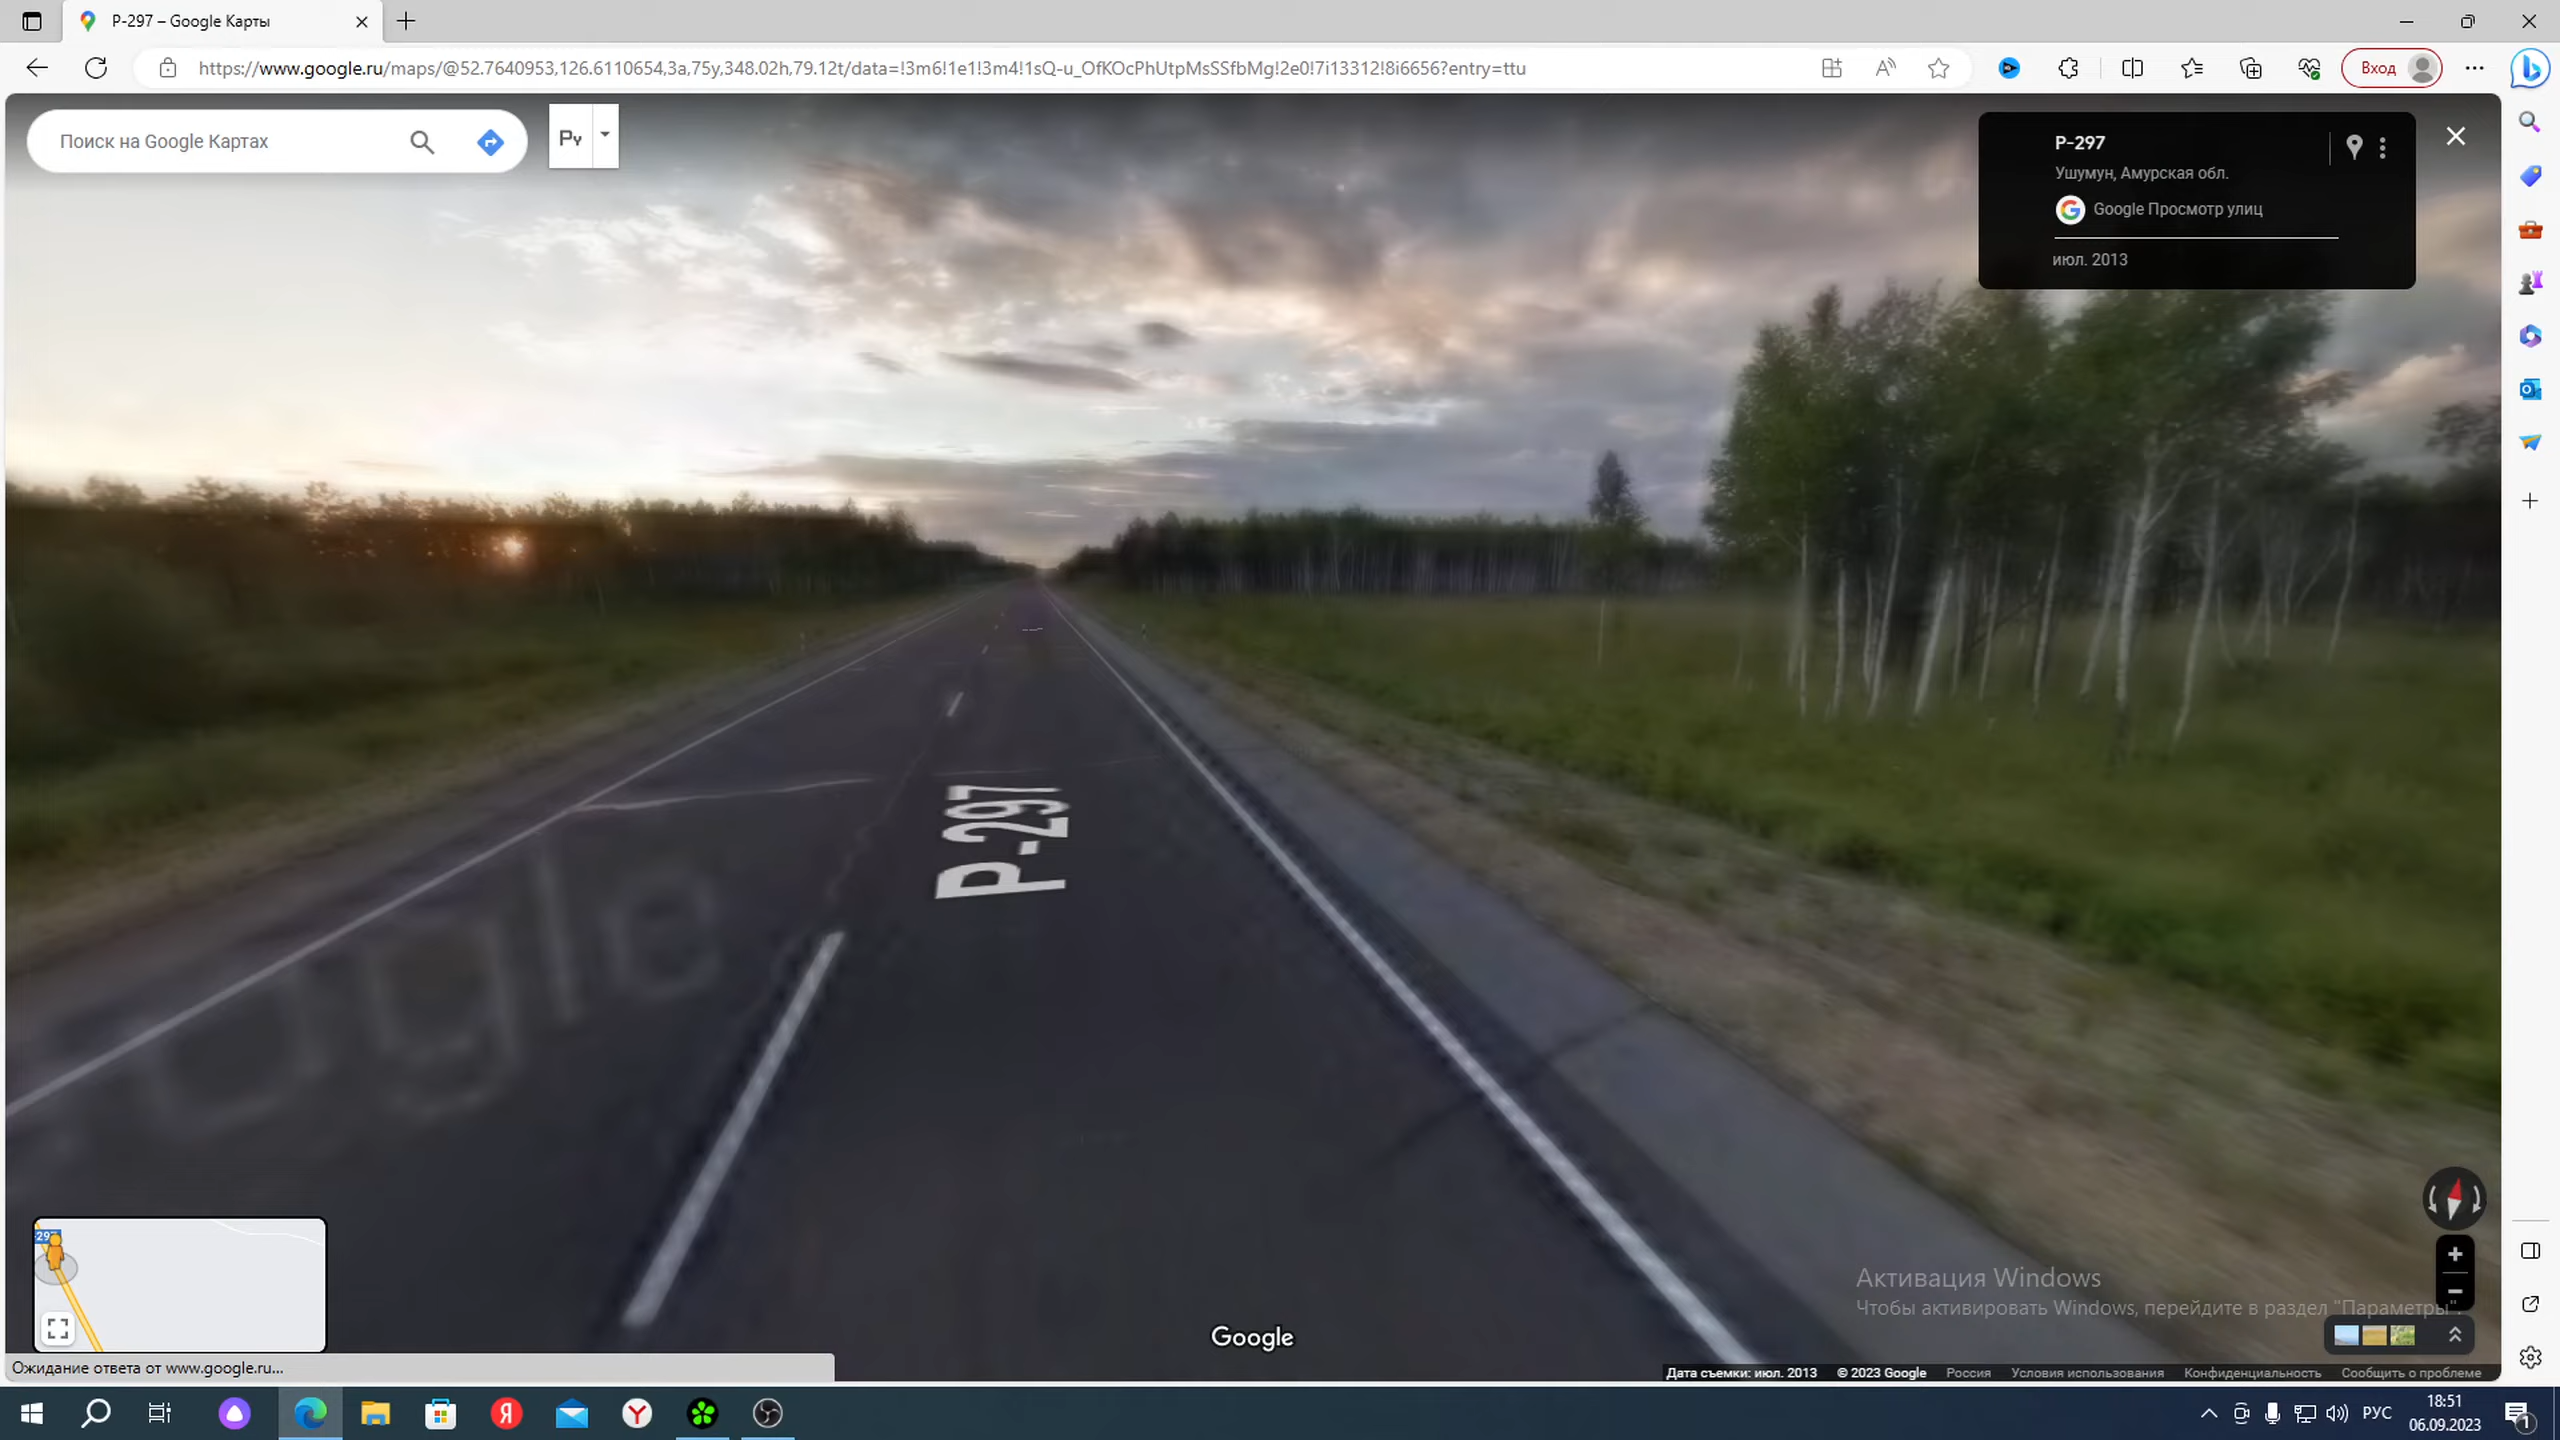 P-297 – Google Карты
https://www.google.ru/maps/@52.7640953,126.6110654,3a,75y,348.02h,79.12t/data=!3m6!1e1!3m4!1sQ-u_OfKOcPhUtpMsSSfbMg!2e0!7i13312!8i6656?entry=ttu
Вход
Поиск на Google Картах
Ру
Р-297
Ушумун, Амурская обл.
Google Просмотр улиц
июл. 2013
Р-297
ogle
297
Активация Windows
Чтобы активировать Windows, перейдите в раздел "Параметры".
Google
Ожидание ответа от www.google.ru...
Дата съемки: июл. 2013 © 2023 Google Россия Условия использования Конфиденциальность Сообщить о проблеме
РУС
18:51
06.09.2023
1